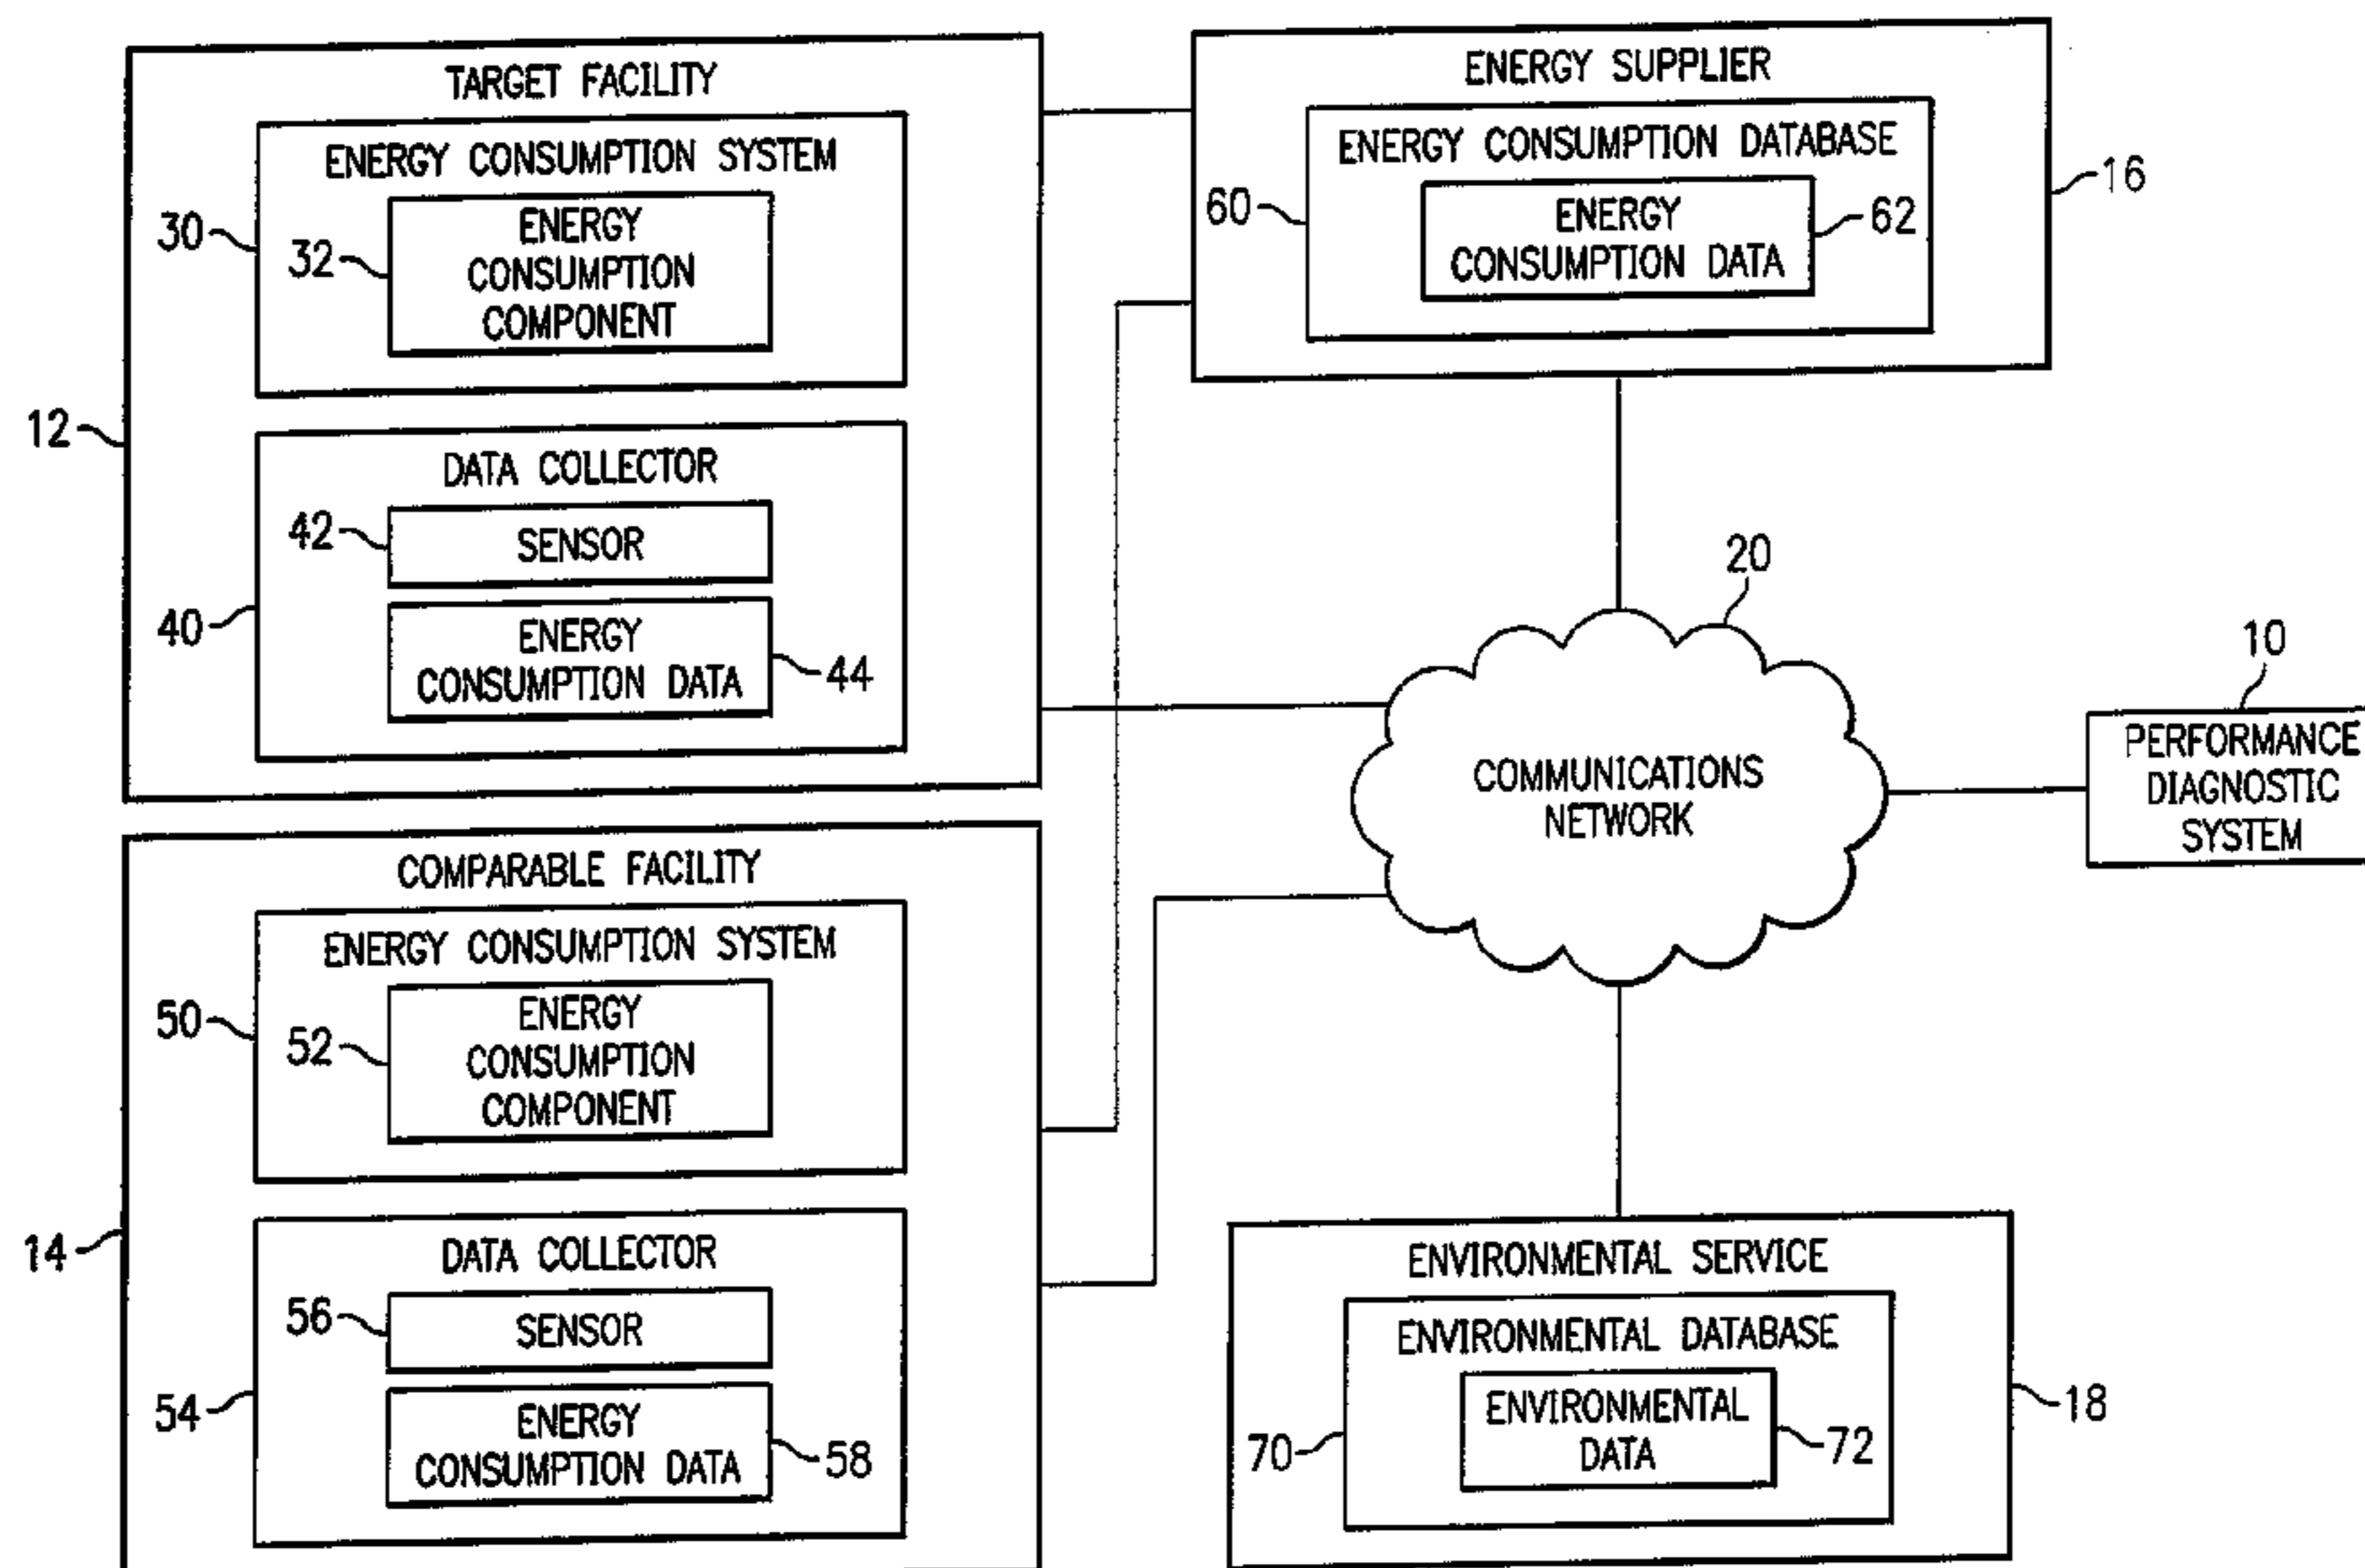 TARGET FACILITY
ENERGY CONSUMPTION SYSTEM
30
32
ENERGY
CONSUMPTION
COMPONENT
12
DATA COLLECTOR
42
SENSOR
40
ENERGY
CONSUMPTION DATA
44
COMPARABLE FACILITY
ENERGY CONSUMPTION SYSTEM
50
52
ENERGY
CONSUMPTION
COMPONENT
14
DATA COLLECTOR
56
SENSOR
54
ENERGY
CONSUMPTION DATA
58
ENERGY SUPPLIER
ENERGY CONSUMPTION DATABASE
16
60
ENERGY
CONSUMPTION DATA
62
20
COMMUNICATIONS
NETWORK
10
PERFORMANCE
DIAGNOSTIC
SYSTEM
ENVIRONMENTAL SERVICE
ENVIRONMENTAL DATABASE
18
70
ENVIRONMENTAL
DATA
72